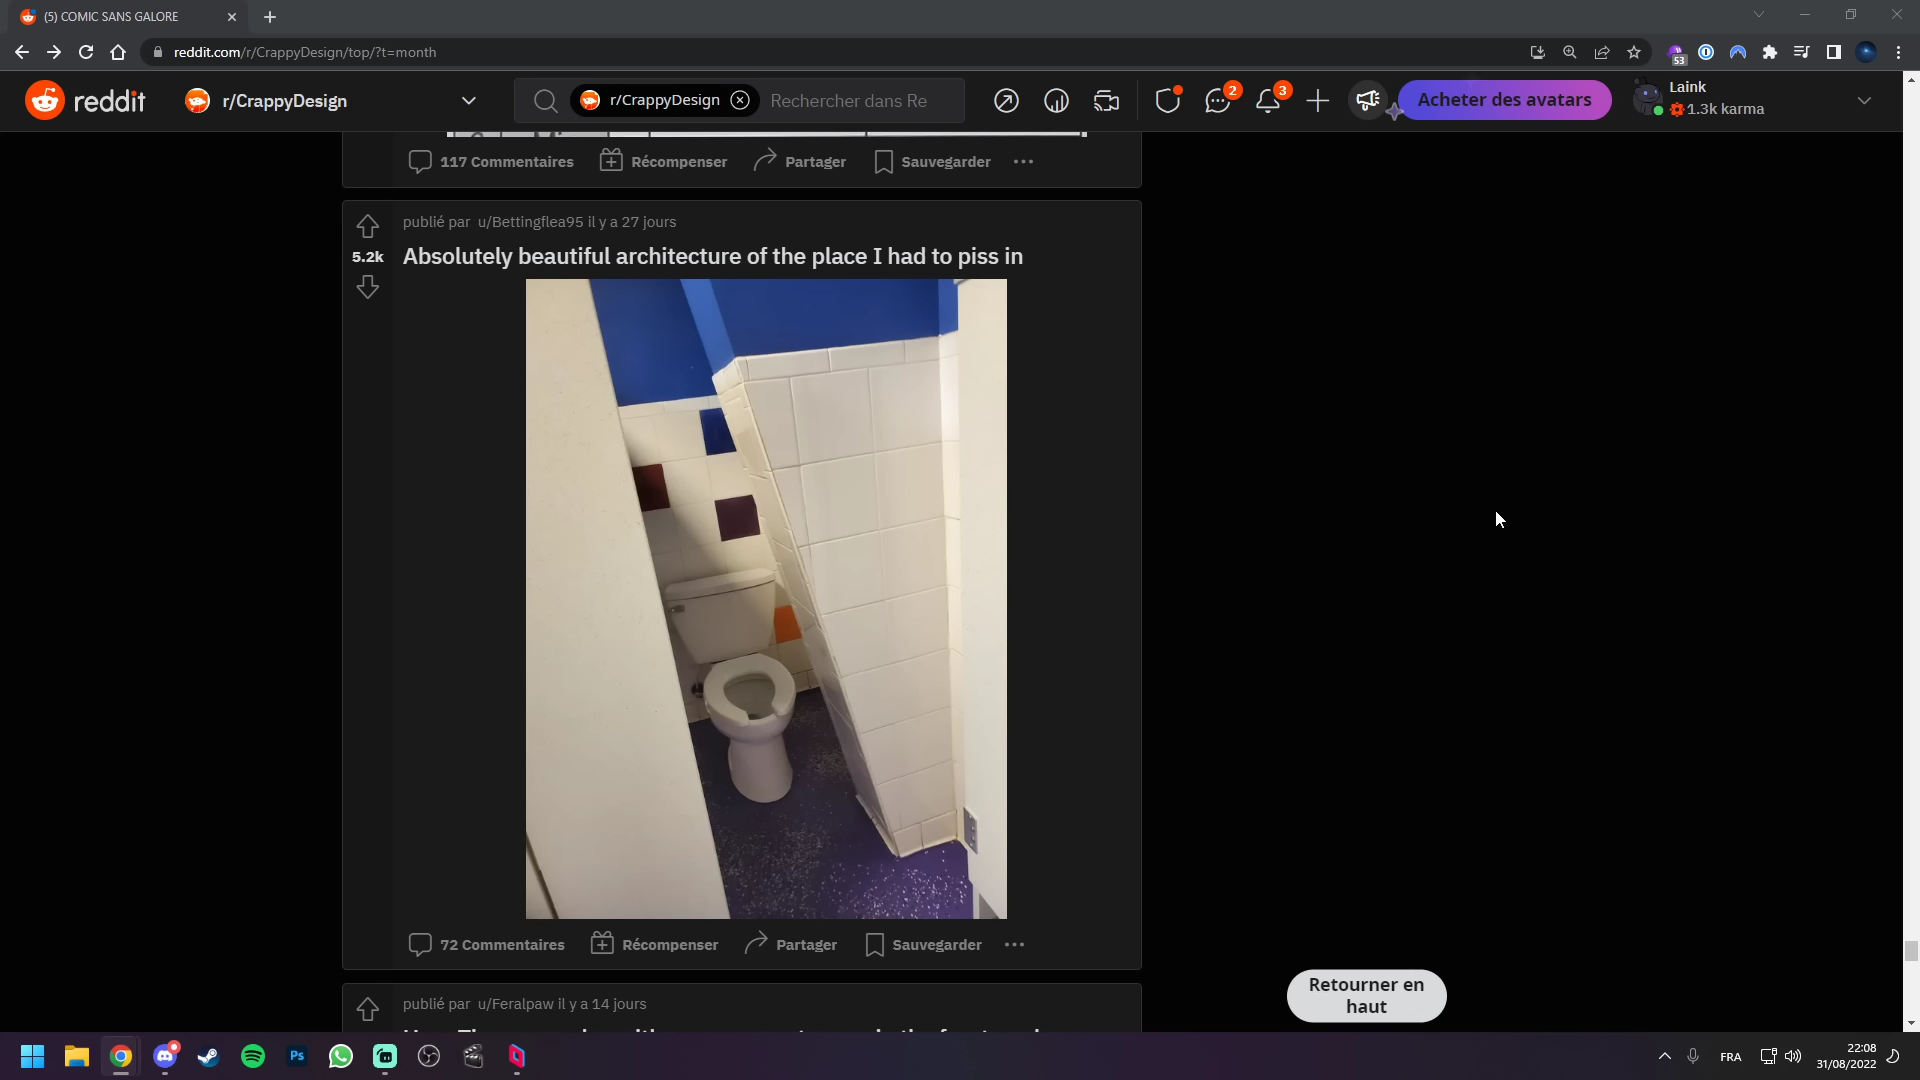 (5) COMIC SANS GALORE
reddit.com/r/CrappyDesign/top/?t=month
53
reddit
r/CrappyDesign
r/CrappyDesign
Rechercher dans Re
2
3
Acheter des avatars
Laink
1.3k karma
117 Commentaires
Récompenser
Partager
Sauvegarder
publié par u/Bettingflea95 il y a 27 jours
5.2k
Absolutely beautiful architecture of the place I had to piss in
72 Commentaires
Récompenser
Partager
Sauvegarder
publié par u/Feralpaw il y a 14 jours
Retourner en
haut
Ps
FRA
22:08
31/08/2022